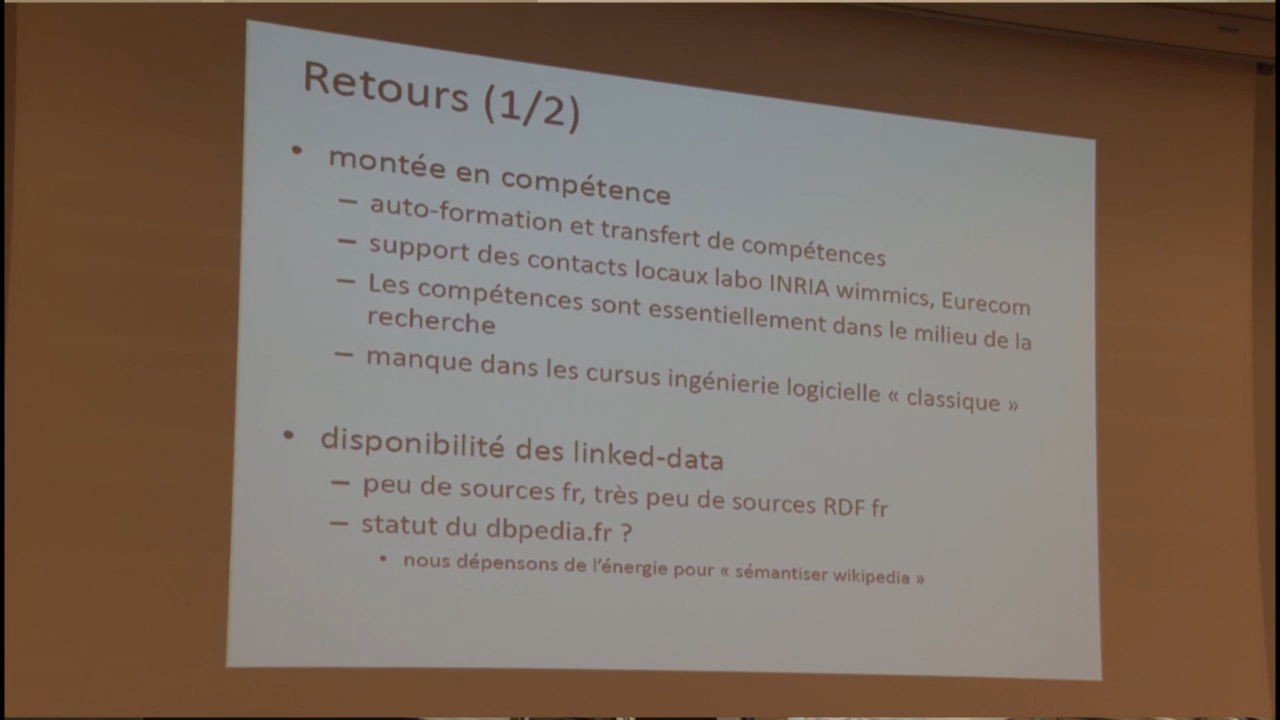 Retours (1/2)
• montée en compétence
– auto-formation et transfert de compétences
– support des contacts locaux labo INRIA wimmics, Eurecom
– Les compétences sont essentiellement dans le milieu de la
recherche
– manque dans les cursus ingénierie logicielle « classique »
• disponibilité des linked-data
– peu de sources fr, très peu de sources RDF fr
– statut du dbpedia.fr ?
• nous dépensons de l'énergie pour « sémantiser wikipedia »